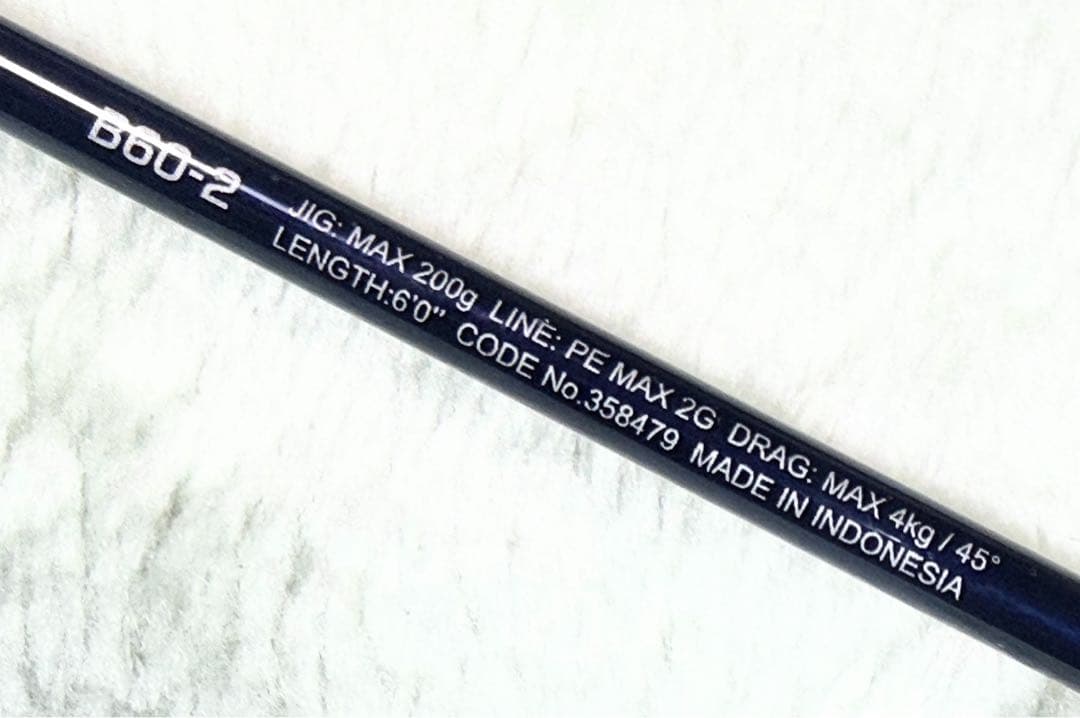 B60-2
JIG: MAX 200g LINE: PE MAX 2G DRAG: MAX 4kg / 45°
LENGTH:6'0" CODE No.358479 MADE IN INDONESIA